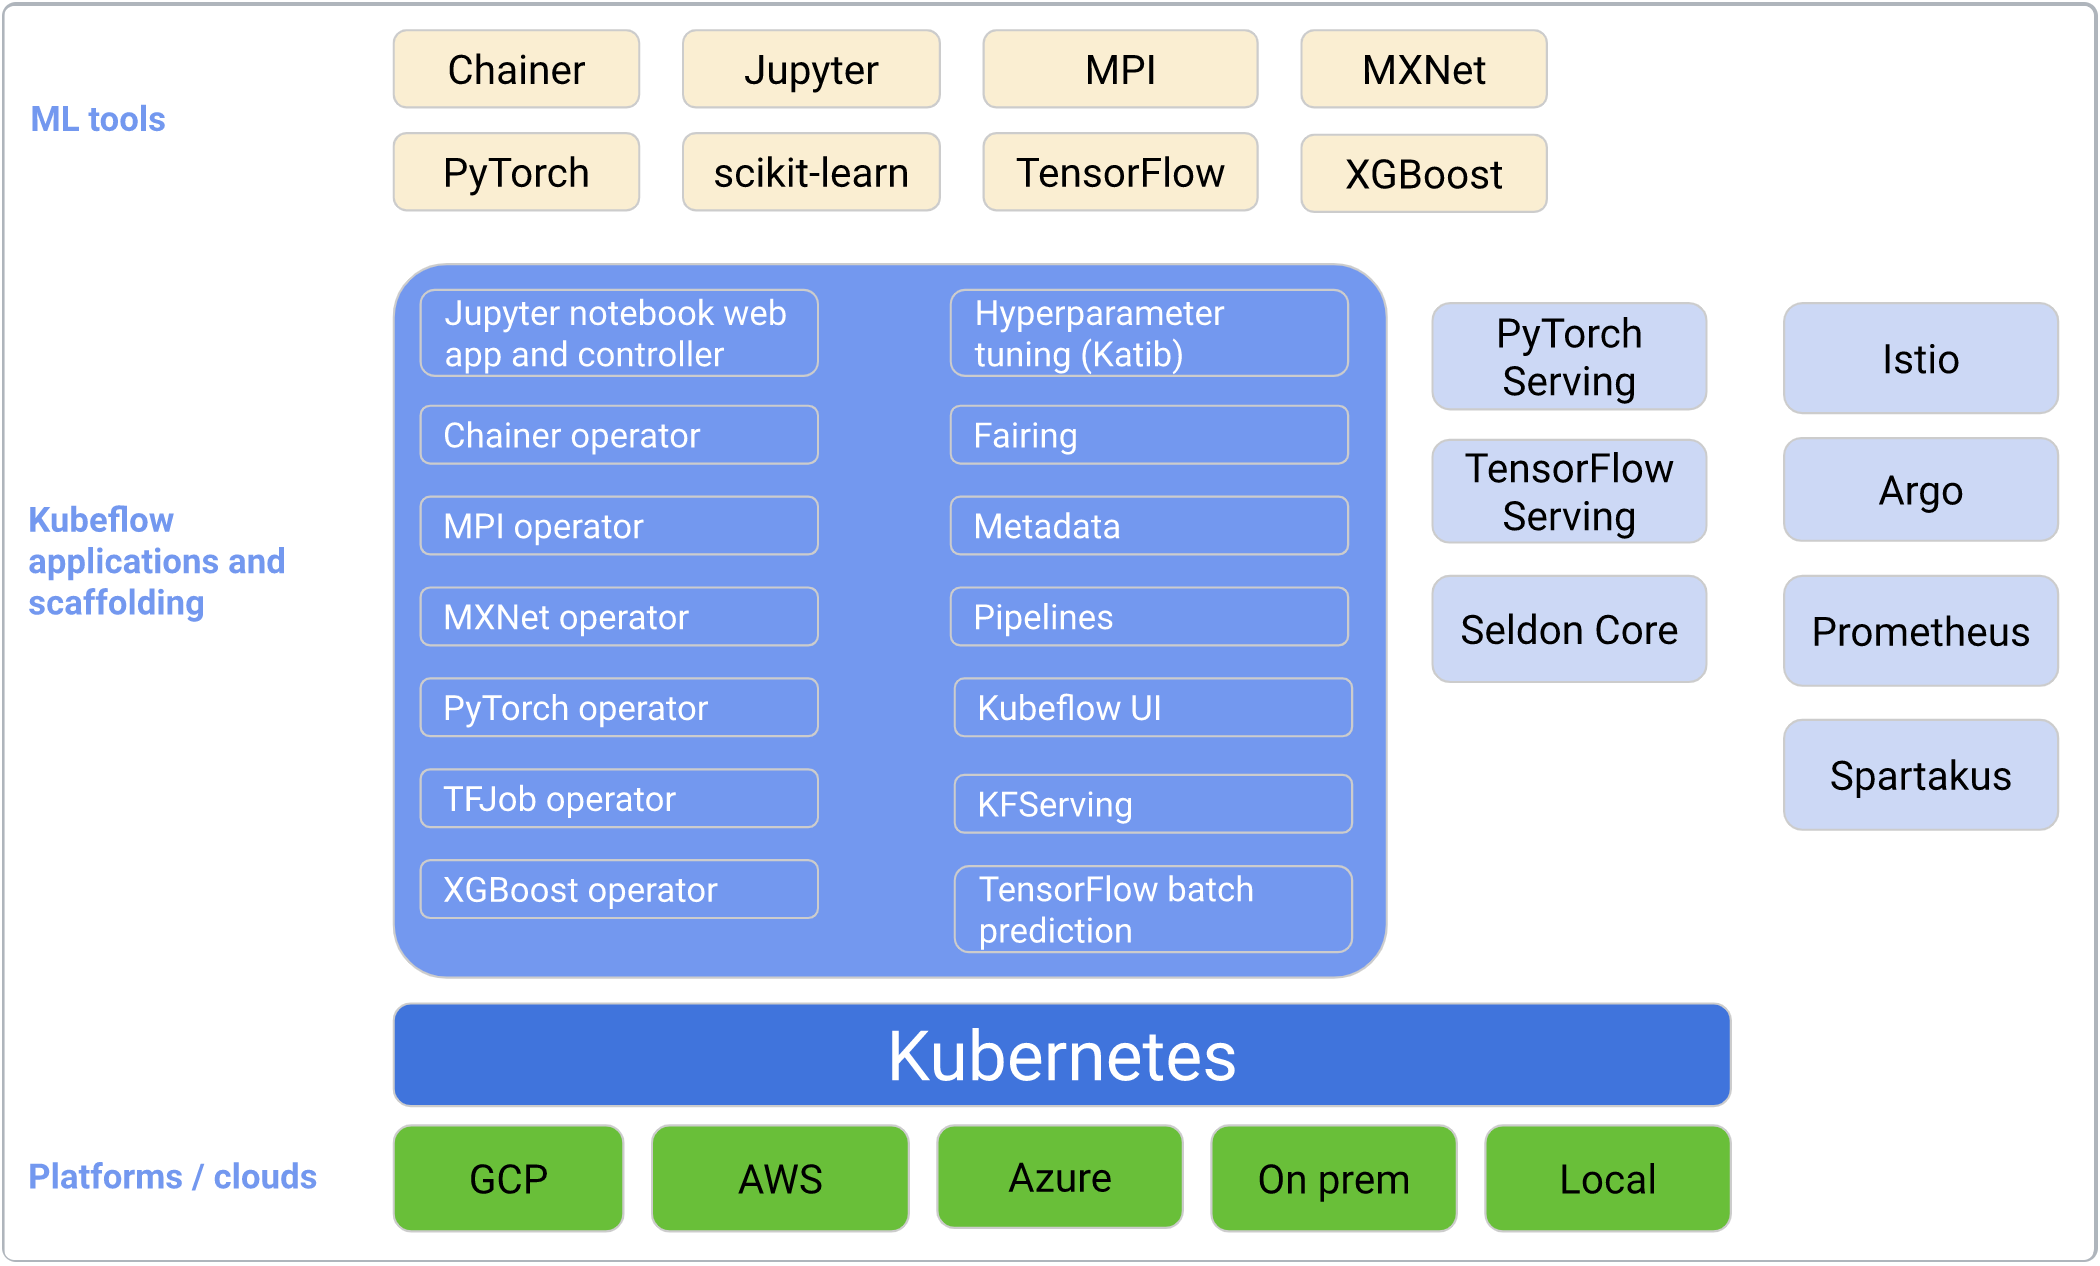 ML tools
Chainer
Jupyter
MPI
MXNet
PyTorch
scikit-learn
TensorFlow
XGBoost
Kubeflow
applications and
scaffolding
Jupyter notebook web
app and controller
Chainer operator
MPI operator
MXNet operator
PyTorch operator
TFJob operator
XGBoost operator
Hyperparameter
tuning (Katib)
Fairing
Metadata
Pipelines
Kubeflow UI
KFServing
TensorFlow batch
prediction
PyTorch
Serving
TensorFlow
Serving
Seldon Core
Istio
Argo
Prometheus
Spartakus
Kubernetes
Platforms / clouds
GCP
AWS
Azure
On prem
Local